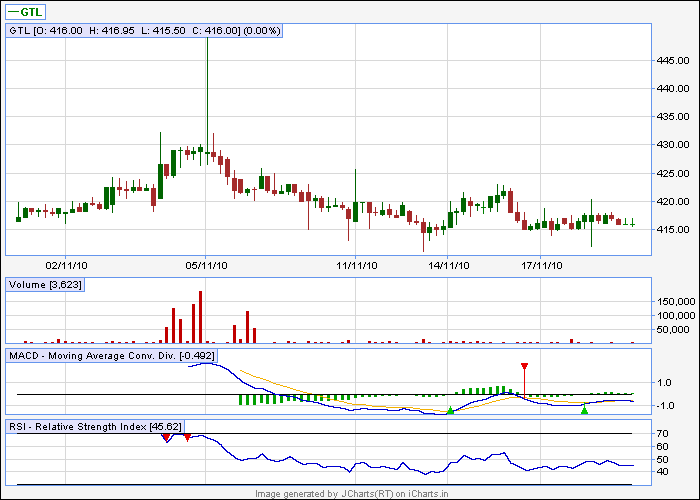 GTL
GTL [O: 416.00 H: 416.95 L: 415.50 C: 416.00] (0.00%)
445.00
440.00
435.00
430.00
425.00
420.00
415.00
02/11/10 05/11/10 11/11/10 14/11/10 17/11/10
Volume [3,623]
150,000
100,000
50,000
MACD - Moving Average Conv. Div. [-0.492]
1.0
-1.0
RSI - Relative Strength Index [45.62]
70
60
50
40
Image generated by JCharts(RT) on iCharts.in